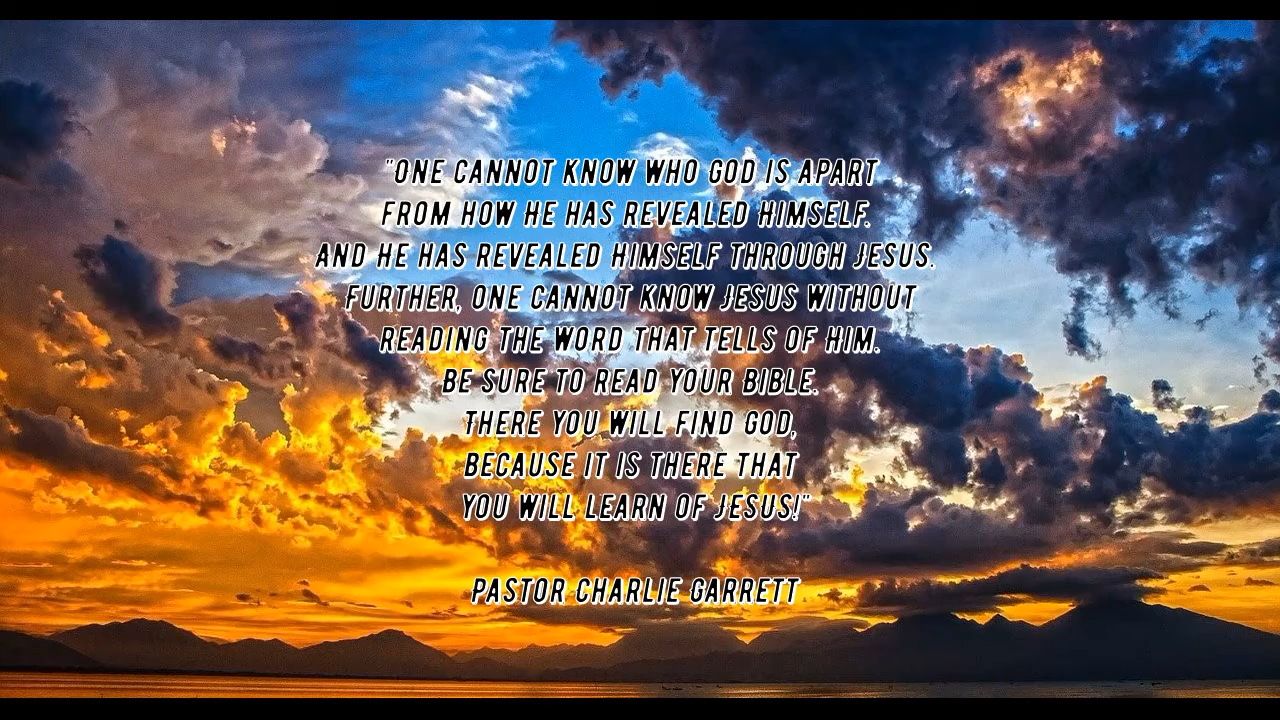 "ONE CANNOT KNOW WHO GOD IS APART
FROM HOW HE HAS REVEALED HIMSELF.
AND HE HAS REVEALED HIMSELF THROUGH JESUS.
FURTHER, ONE CANNOT KNOW JESUS WITHOUT
READING THE WORD THAT TELLS OF HIM.
BE SURE TO READ YOUR BIBLE.
THERE YOU WILL FIND GOD,
BECAUSE IT IS THERE THAT
YOU WILL LEARN OF JESUS!"
PASTOR CHARLIE GARRETT